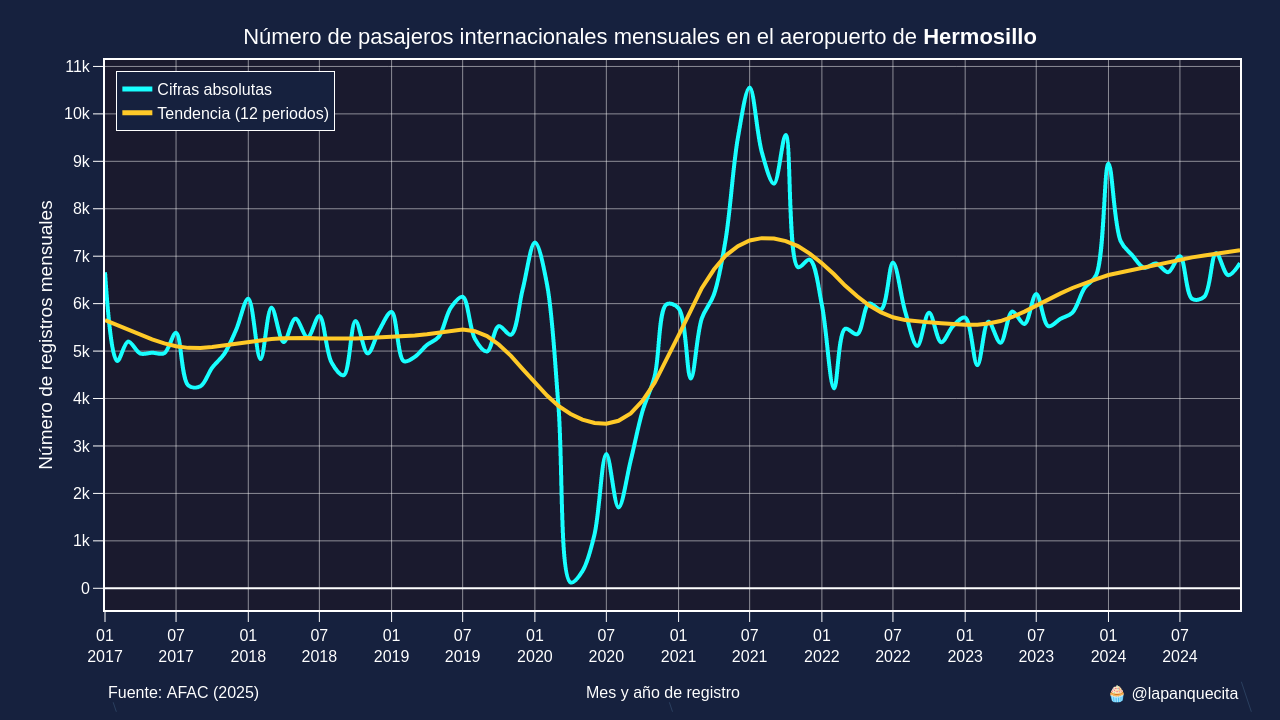 Número de pasajeros internacionales mensuales en el aeropuerto de Hermosillo
Cifras absolutas
Tendencia (12 periodos)
Número de registros mensuales
11k
10k
9k
8k
7k
6k
5k
4k
3k
2k
1k
0
01 07 01 07 01 07 01 07 01 07 01 07 01 07 01 07
2017 2017 2018 2018 2019 2019 2020 2020 2021 2021 2022 2022 2023 2023 2024 2024
Fuente: AFAC (2025) Mes y año de registro 🧁 @lapanquecita